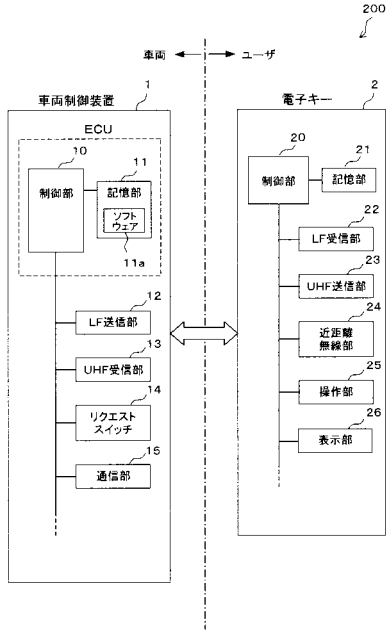 200
車両 ユーザ
車両制御装置
1
ECU
10
制御部
11
記憶部
ソフト
ウェア
11a
12
LF送信部
13
UHF受信部
14
リクエスト
スイッチ
15
通信部
電子キー
2
20
制御部
21
記憶部
22
LF受信部
23
UHF送信部
24
近距離
無線部
25
操作部
26
表示部